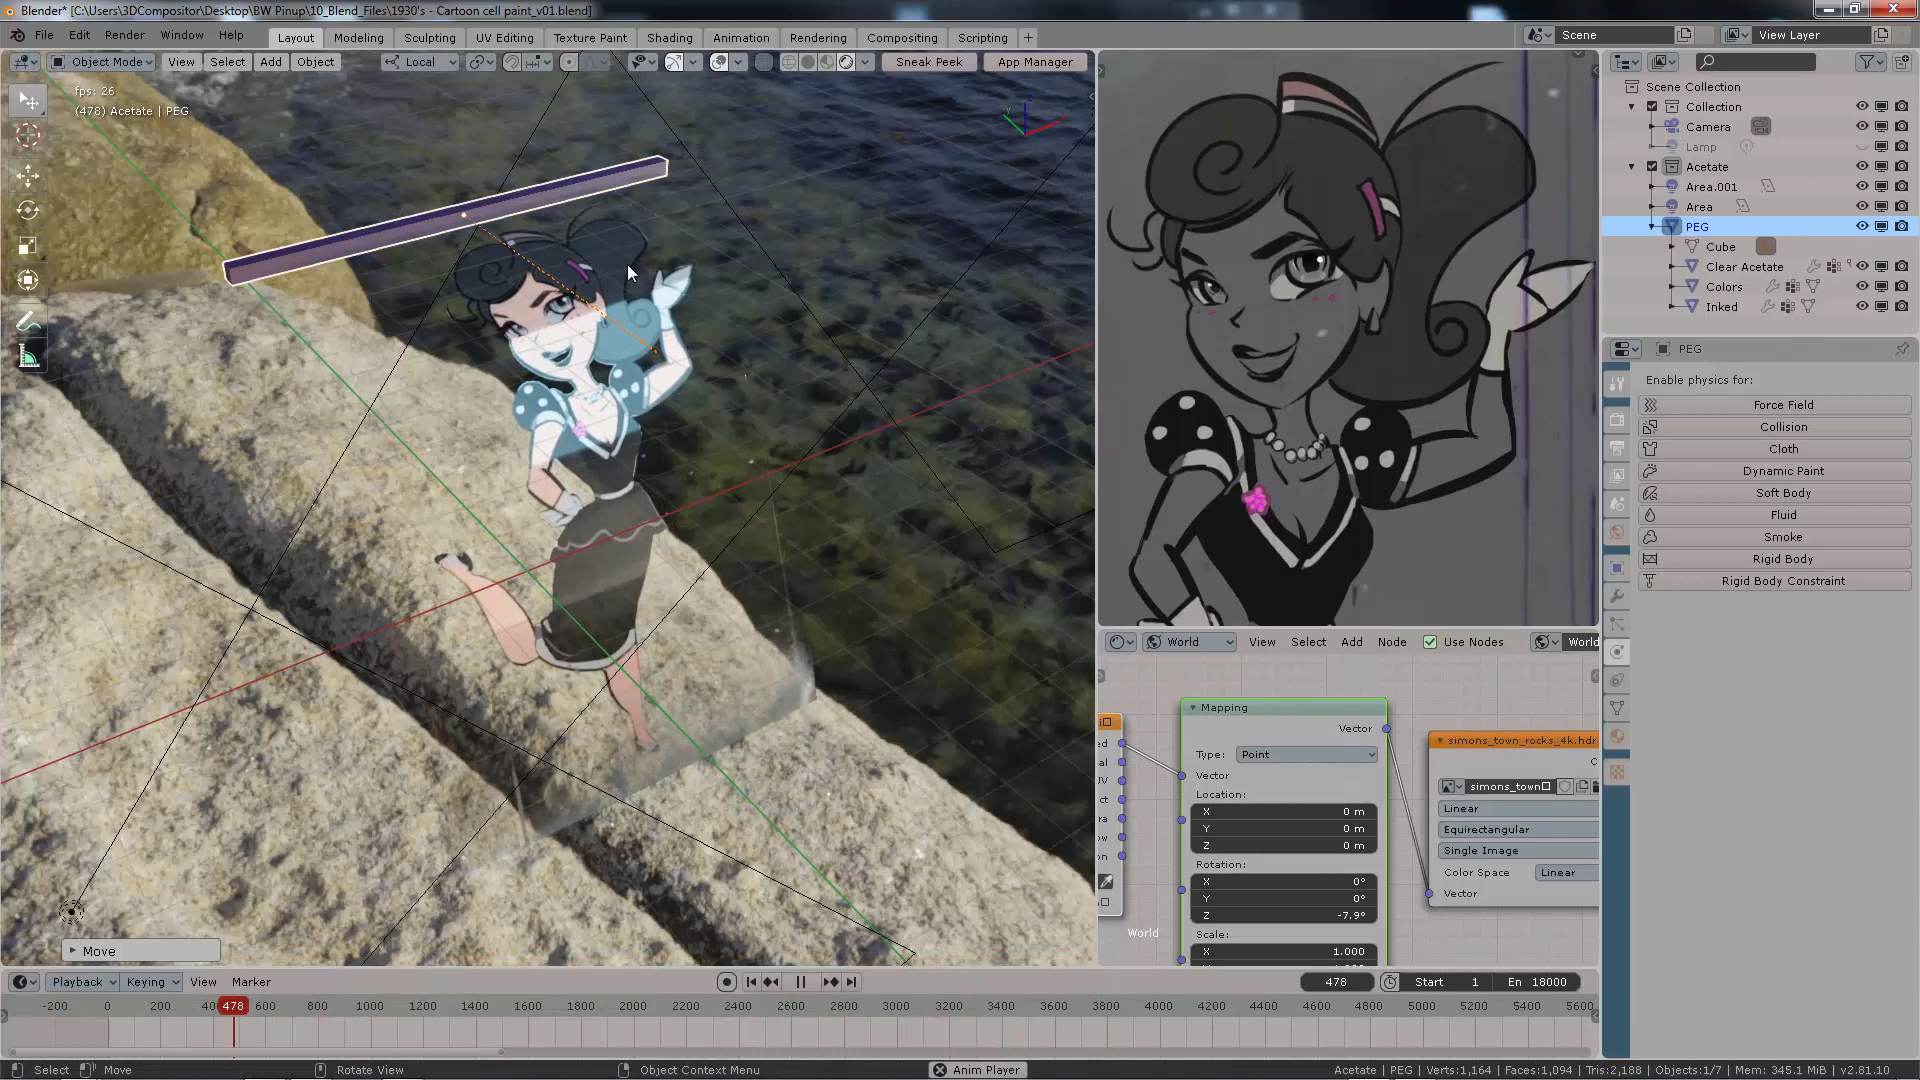 Blender* [C:\Users\3DCompositor\Desktop\BW Pinup\10_Blend_Files\1930's - Cartoon cell paint_v01.blend]
File Edit Render Window Help Layout Modeling Sculpting UV Editing Texture Paint Shading Animation Rendering Compositing Scripting + Scene View Layer
Object Mode View Select Add Object Local Sneak Peek App Manager
fps: 26
(478) Acetate | PEG
Move
Scene Collection
Collection
Camera
Lamp
Acetate
Area.001
Area
PEG
Cube
Clear Acetate
Colors
Inked
PEG
Enable physics for:
Force Field
Collision
Cloth
Dynamic Paint
Soft Body
Fluid
Smoke
Rigid Body
Rigid Body Constraint
World View Select Add Node Use Nodes World
Mapping
Vector
Type: Point
Vector
Location:
X 0 m
Y 0 m
Z 0 m
Rotation:
X 0°
Y 0°
Z -7.9°
Scale:
X 1.000
World
simons_town_rocks_4k.hdr
simons_town
Linear
Equirectangular
Single Image
Color Space Linear
Vector
Playback Keying View Marker 478 Start 1 En 18000
-200 0 478 600 800 1000 1200 1400 1600 1800 2000 2200 2400 2600 2800 3000 3200 3400 3600 3800 4000 4200 4400 4600 4800 5000 5200 5400 5600
Select Move Rotate View Object Context Menu Anim Player Acetate | PEG | Verts:1,164 | Faces:1,094 | Tris:2,188 | Objects:1/7 | Mem: 345.1 MiB | v2.81.10